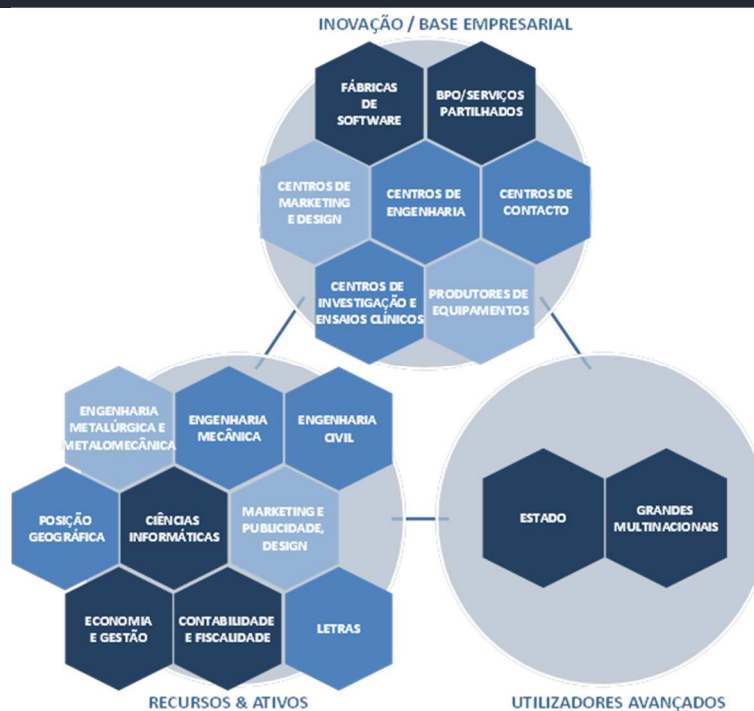 INOVAÇÃO / BASE EMPRESARIAL
FÁBRICAS
DE
SOFTWARE
BPO/SERVIÇOS
PARTILHADOS
CENTROS DE
MARKETING
E DESIGN
CENTROS DE
ENGENHARIA
CENTROS DE
CONTACTO
CENTROS DE
INVESTIGAÇÃO E
ENSAIOS CLÍNICOS
PRODUTORES DE
EQUIPAMENTOS
ENGENHARIA
METALÚRGICA E
METALOMECÂNICA
ENGENHARIA
MECÂNICA
ENGENHARIA
CIVIL
POSIÇÃO
GEOGRÁFICA
CIÊNCIAS
INFORMÁTICAS
MARKETING E
PUBLICIDADE,
DESIGN
ECONOMIA
E GESTÃO
CONTABILIDADE
E FISCALIDADE
LETRAS
RECURSOS & ATIVOS
ESTADO
GRANDES
MULTINACIONAIS
UTILIZADORES AVANÇADOS